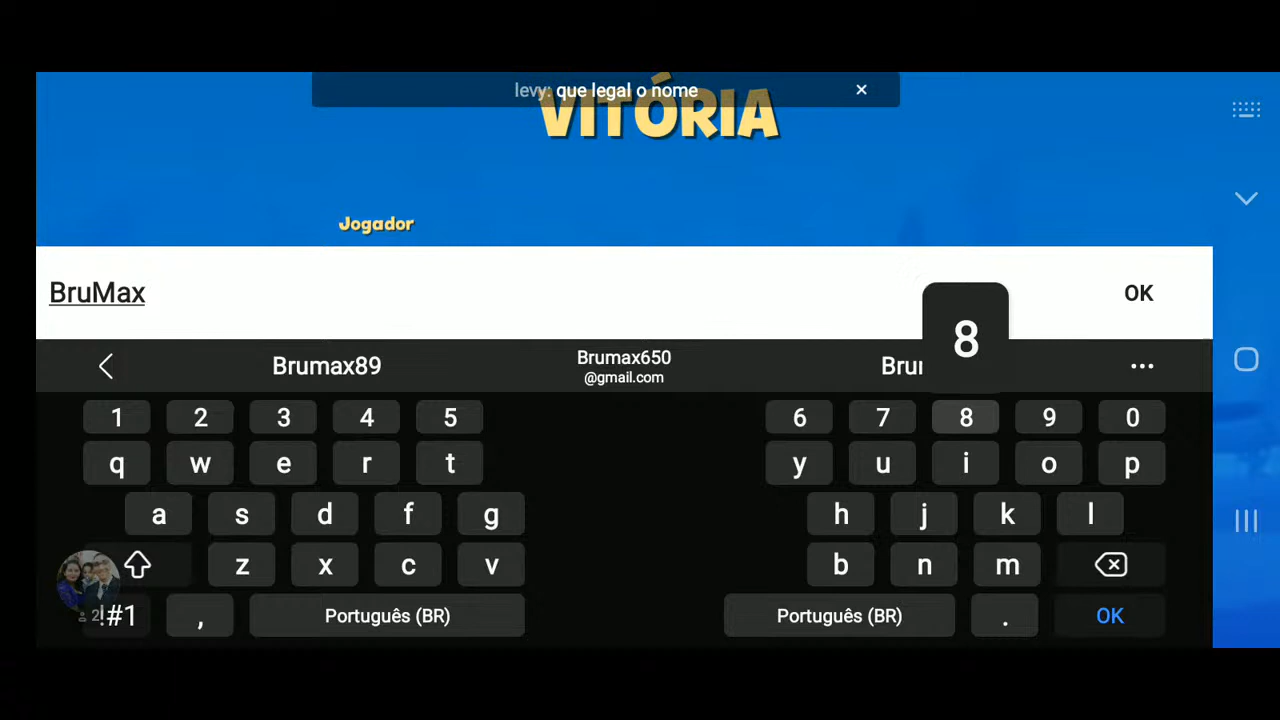 levy: que legal o nome
VITÓRIA
Jogador
BruMax
OK
8
Brumax89
Brumax650
@gmail.com
1 2 3 4 5 6 7 8 9 0
q w e r t y u i o p
a s d f g h j k l
z x c v b n m
!#1 , Português (BR) Português (BR) . OK